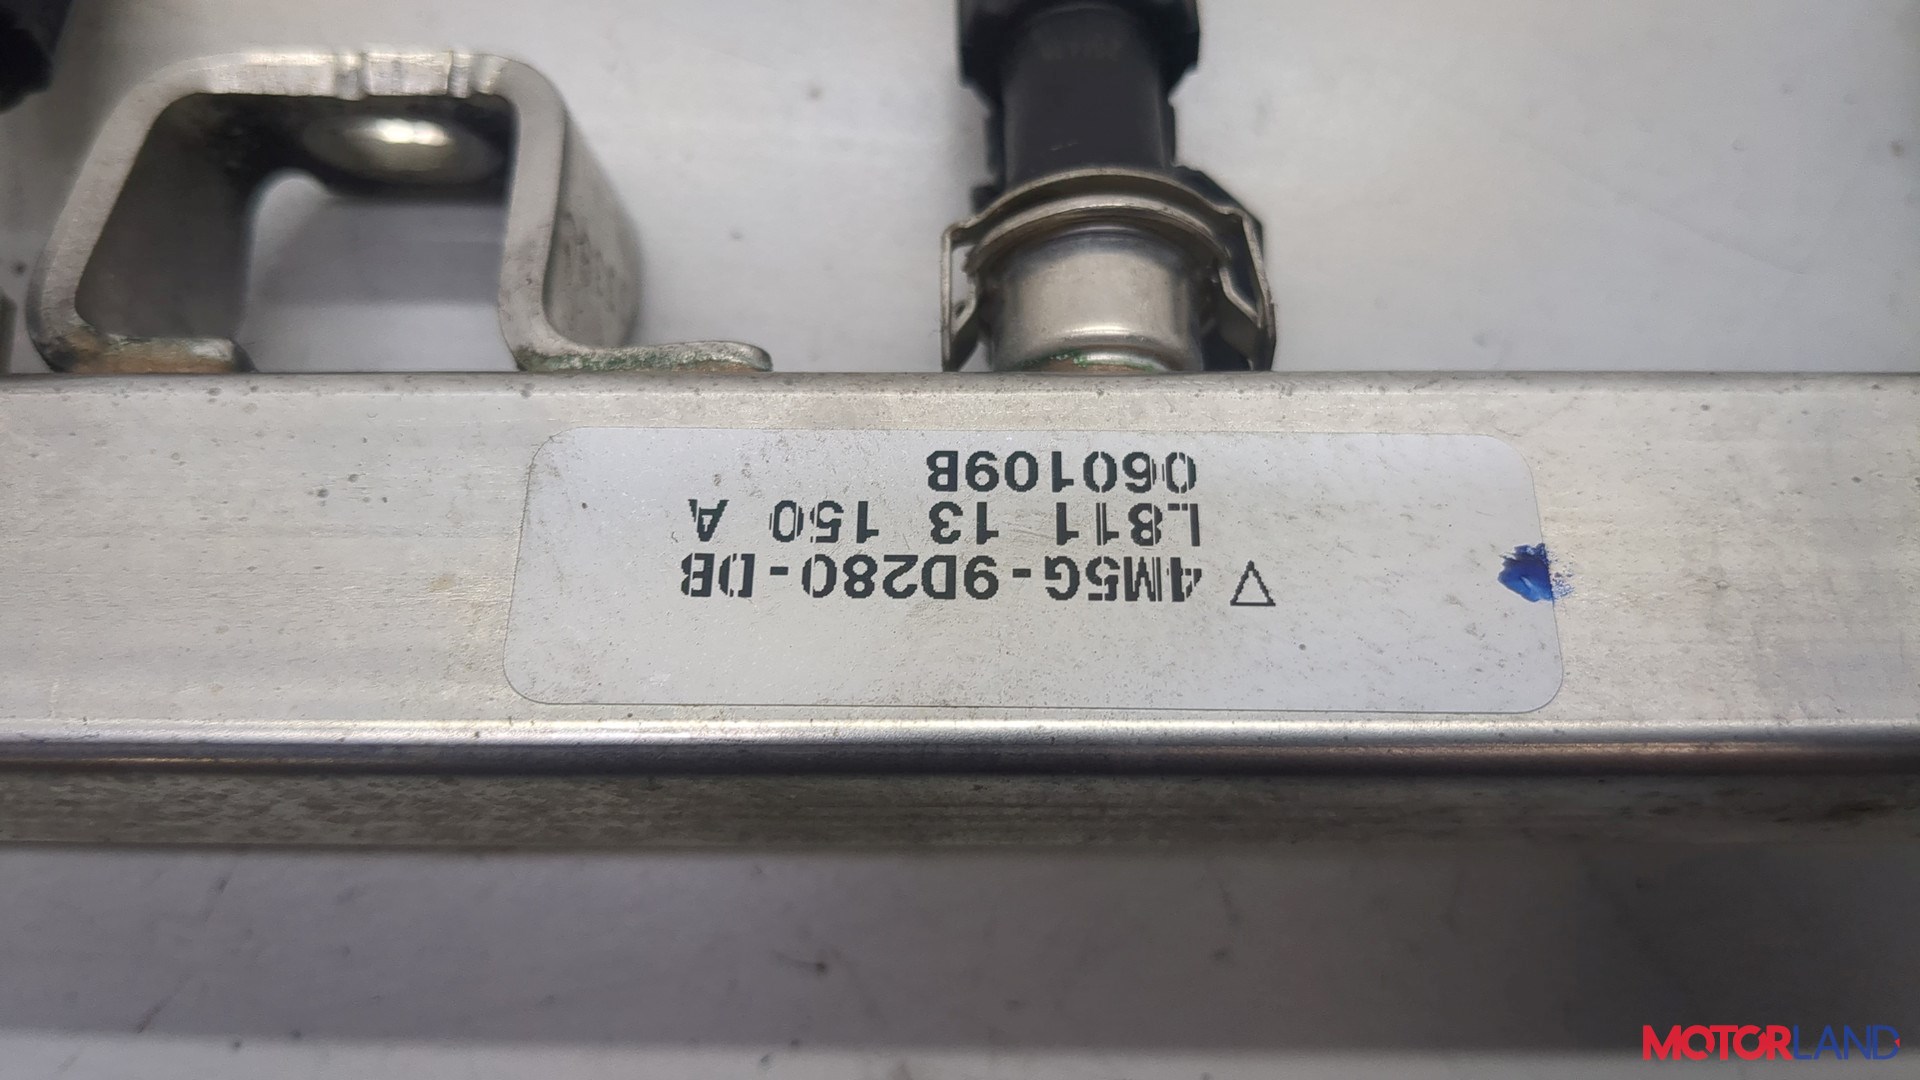 4M5G-9D280-DB
L811 13 150 A
060109B
MOTORLAND